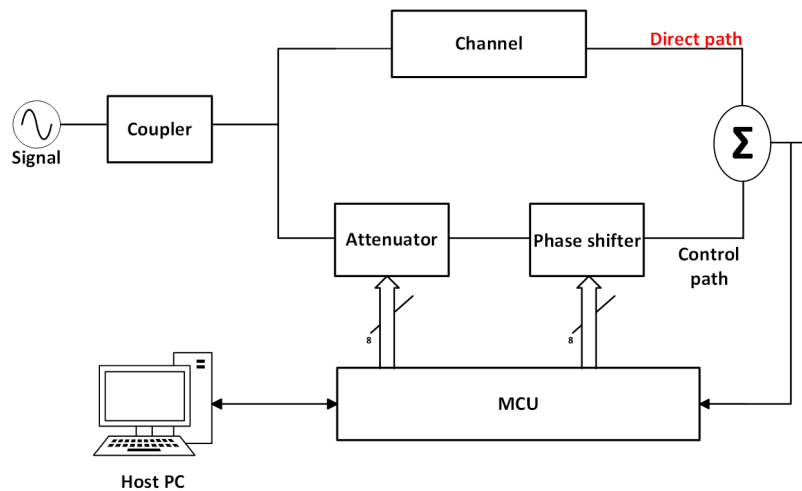 Channel
Direct path
Coupler
Signal
Σ
Attenuator
Phase shifter
Control
path
8
8
MCU
Host PC